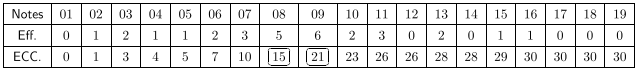 Notes 01 02 03 04 05 06 07 08 09 10 11 12 13 14 15 16 17 18 19
Eff. 0 1 2 1 1 2 3 5 6 2 3 0 2 0 1 1 0 0 0
ECC. 0 1 3 4 5 7 10 15 21 23 26 26 28 28 29 30 30 30 30